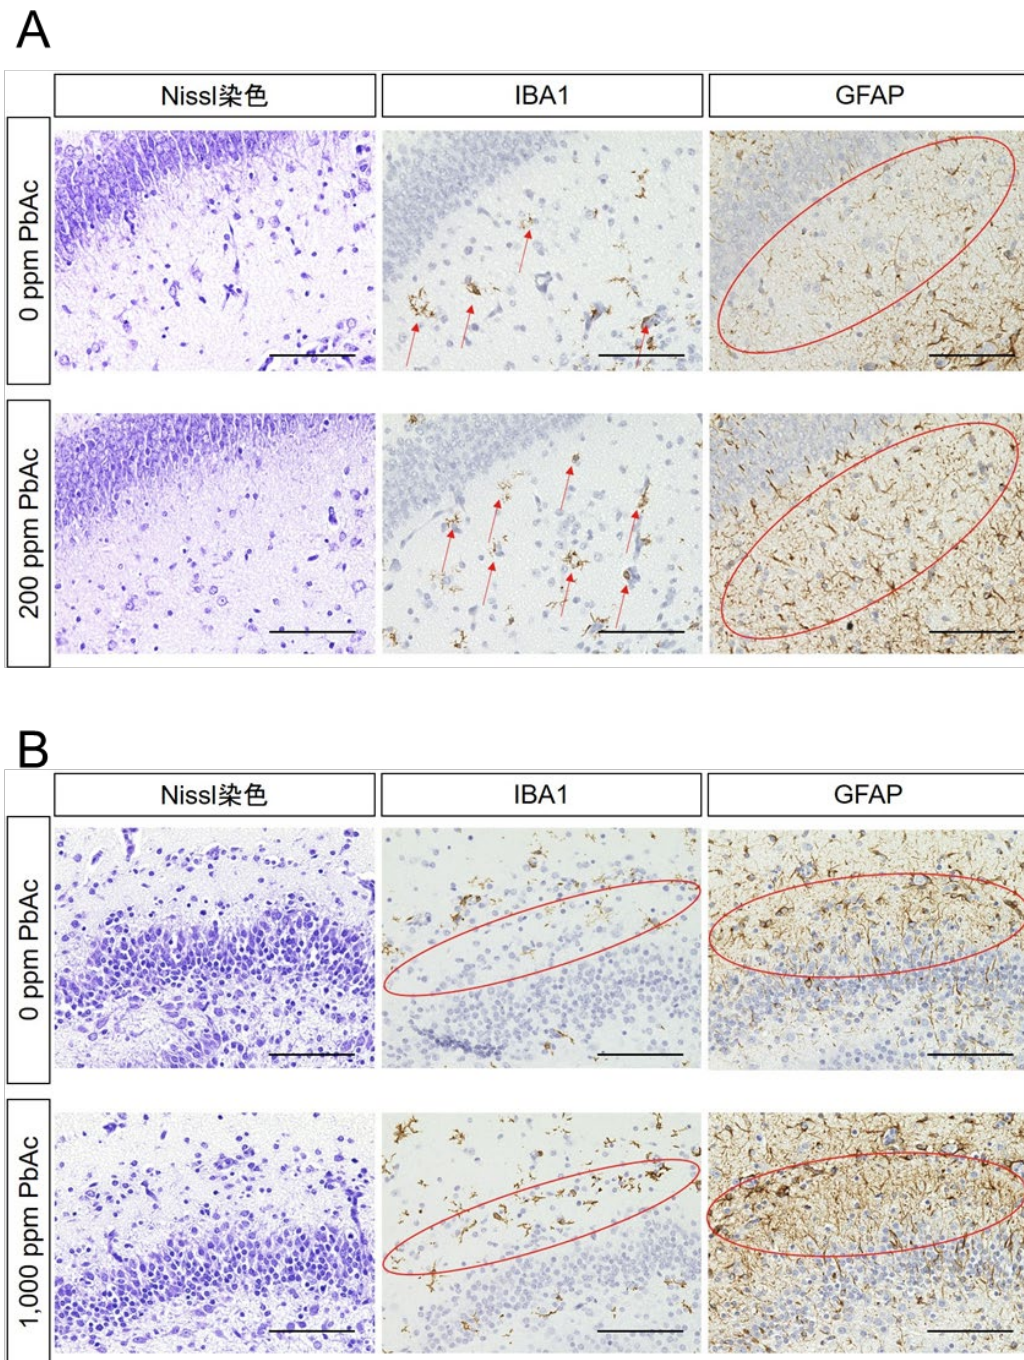 A
Nissl染色
IBA1
GFAP
0 ppm PbAc
200 ppm PbAc
B
Nissl染色
IBA1
GFAP
0 ppm PbAc
1,000 ppm PbAc